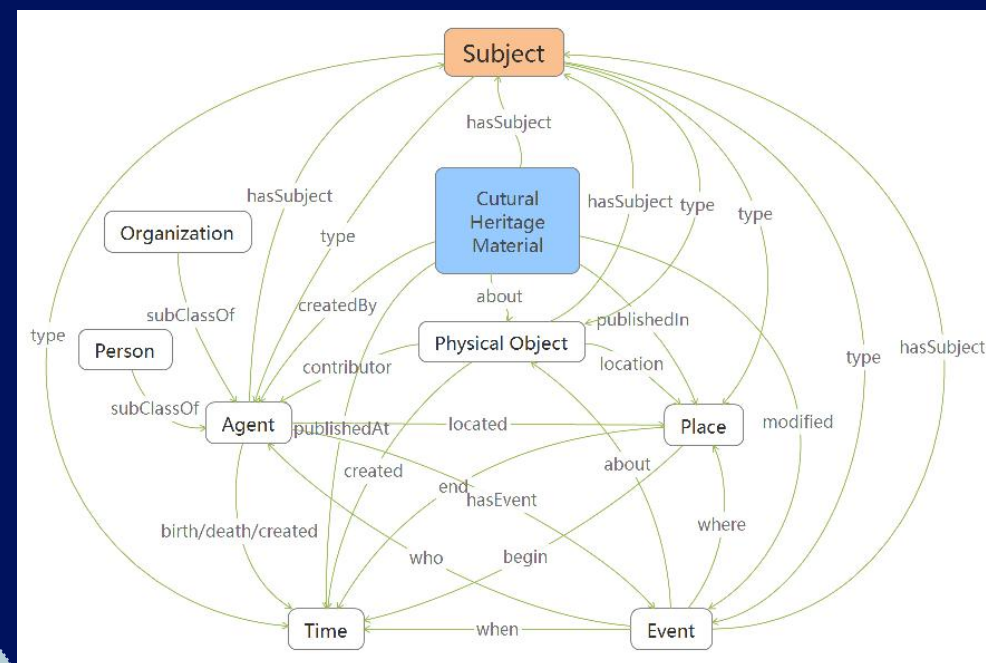 Subject
hasSubject
Cutural
Heritage
Material
hasSubject
hasSubject
type
type
type
Organization
createdBy
about
publishedIn
subClassOf
type
Person
Physical Object
contributor
location
type
hasSubject
subClassOf
Agent
publishedAt
located
Place
modified
created
end
hasEvent
about
birth/death/created
who
begin
where
Time
when
Event